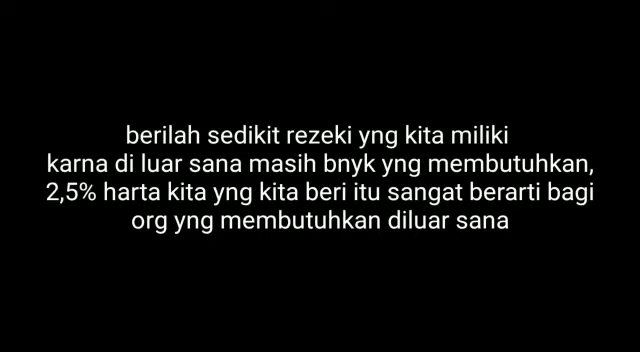 berilah sedikit rezeki yng kita miliki
karna di luar sana masih bnyk yng membutuhkan,
2,5% harta kita yng kita beri itu sangat berarti bagi
org yng membutuhkan diluar sana